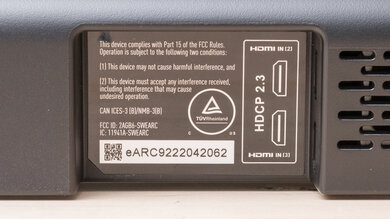 This device complies with Part 15 of the FCC Rules.
Operation is subject to the following two conditions:
(1) This device may not cause harmful interference, and
(2) This device must accept any interference received,
including interference that may cause
undesired operation.
CAN ICES-3 (B)/NMB-3(B)
FCC ID: 2AGB6-SWEARC
IC: 11941A-SWEARC
TÜVRheinland
C US
eARC9222042062
HDMI IN (2)
HDCP 2.3
HDMI IN (3)